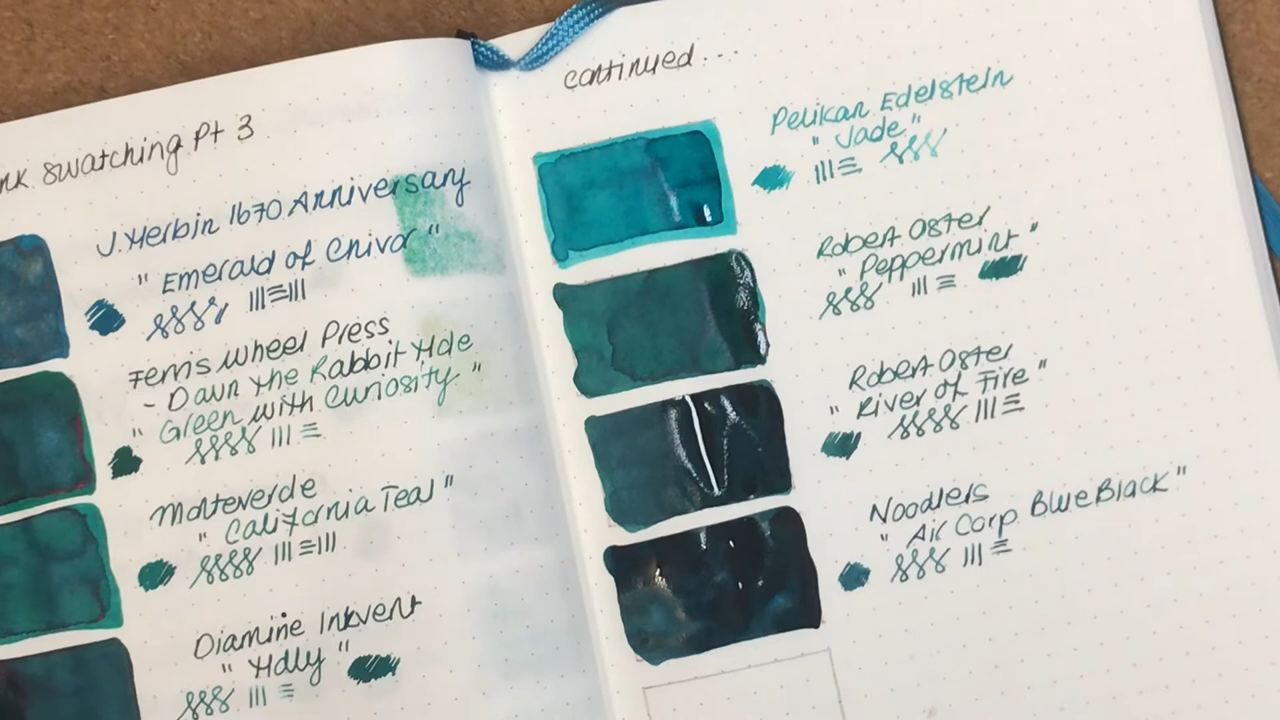 nk swatching Pt 3
J. Herbin 1670 Anniversary
"Emerald of Chivor"
Ferris Wheel Press
- Down the Rabbit Hole
"Green with Curiosity"
Monteverde
"California Teal"
Diamine Inkvent
"Holly"
continued...
Pelikan Edelstein
"Jade"
Robert Oster
"Peppermint"
Robert Oster
"River of Fire"
Noodlers
"Air Corp BlueBlack"